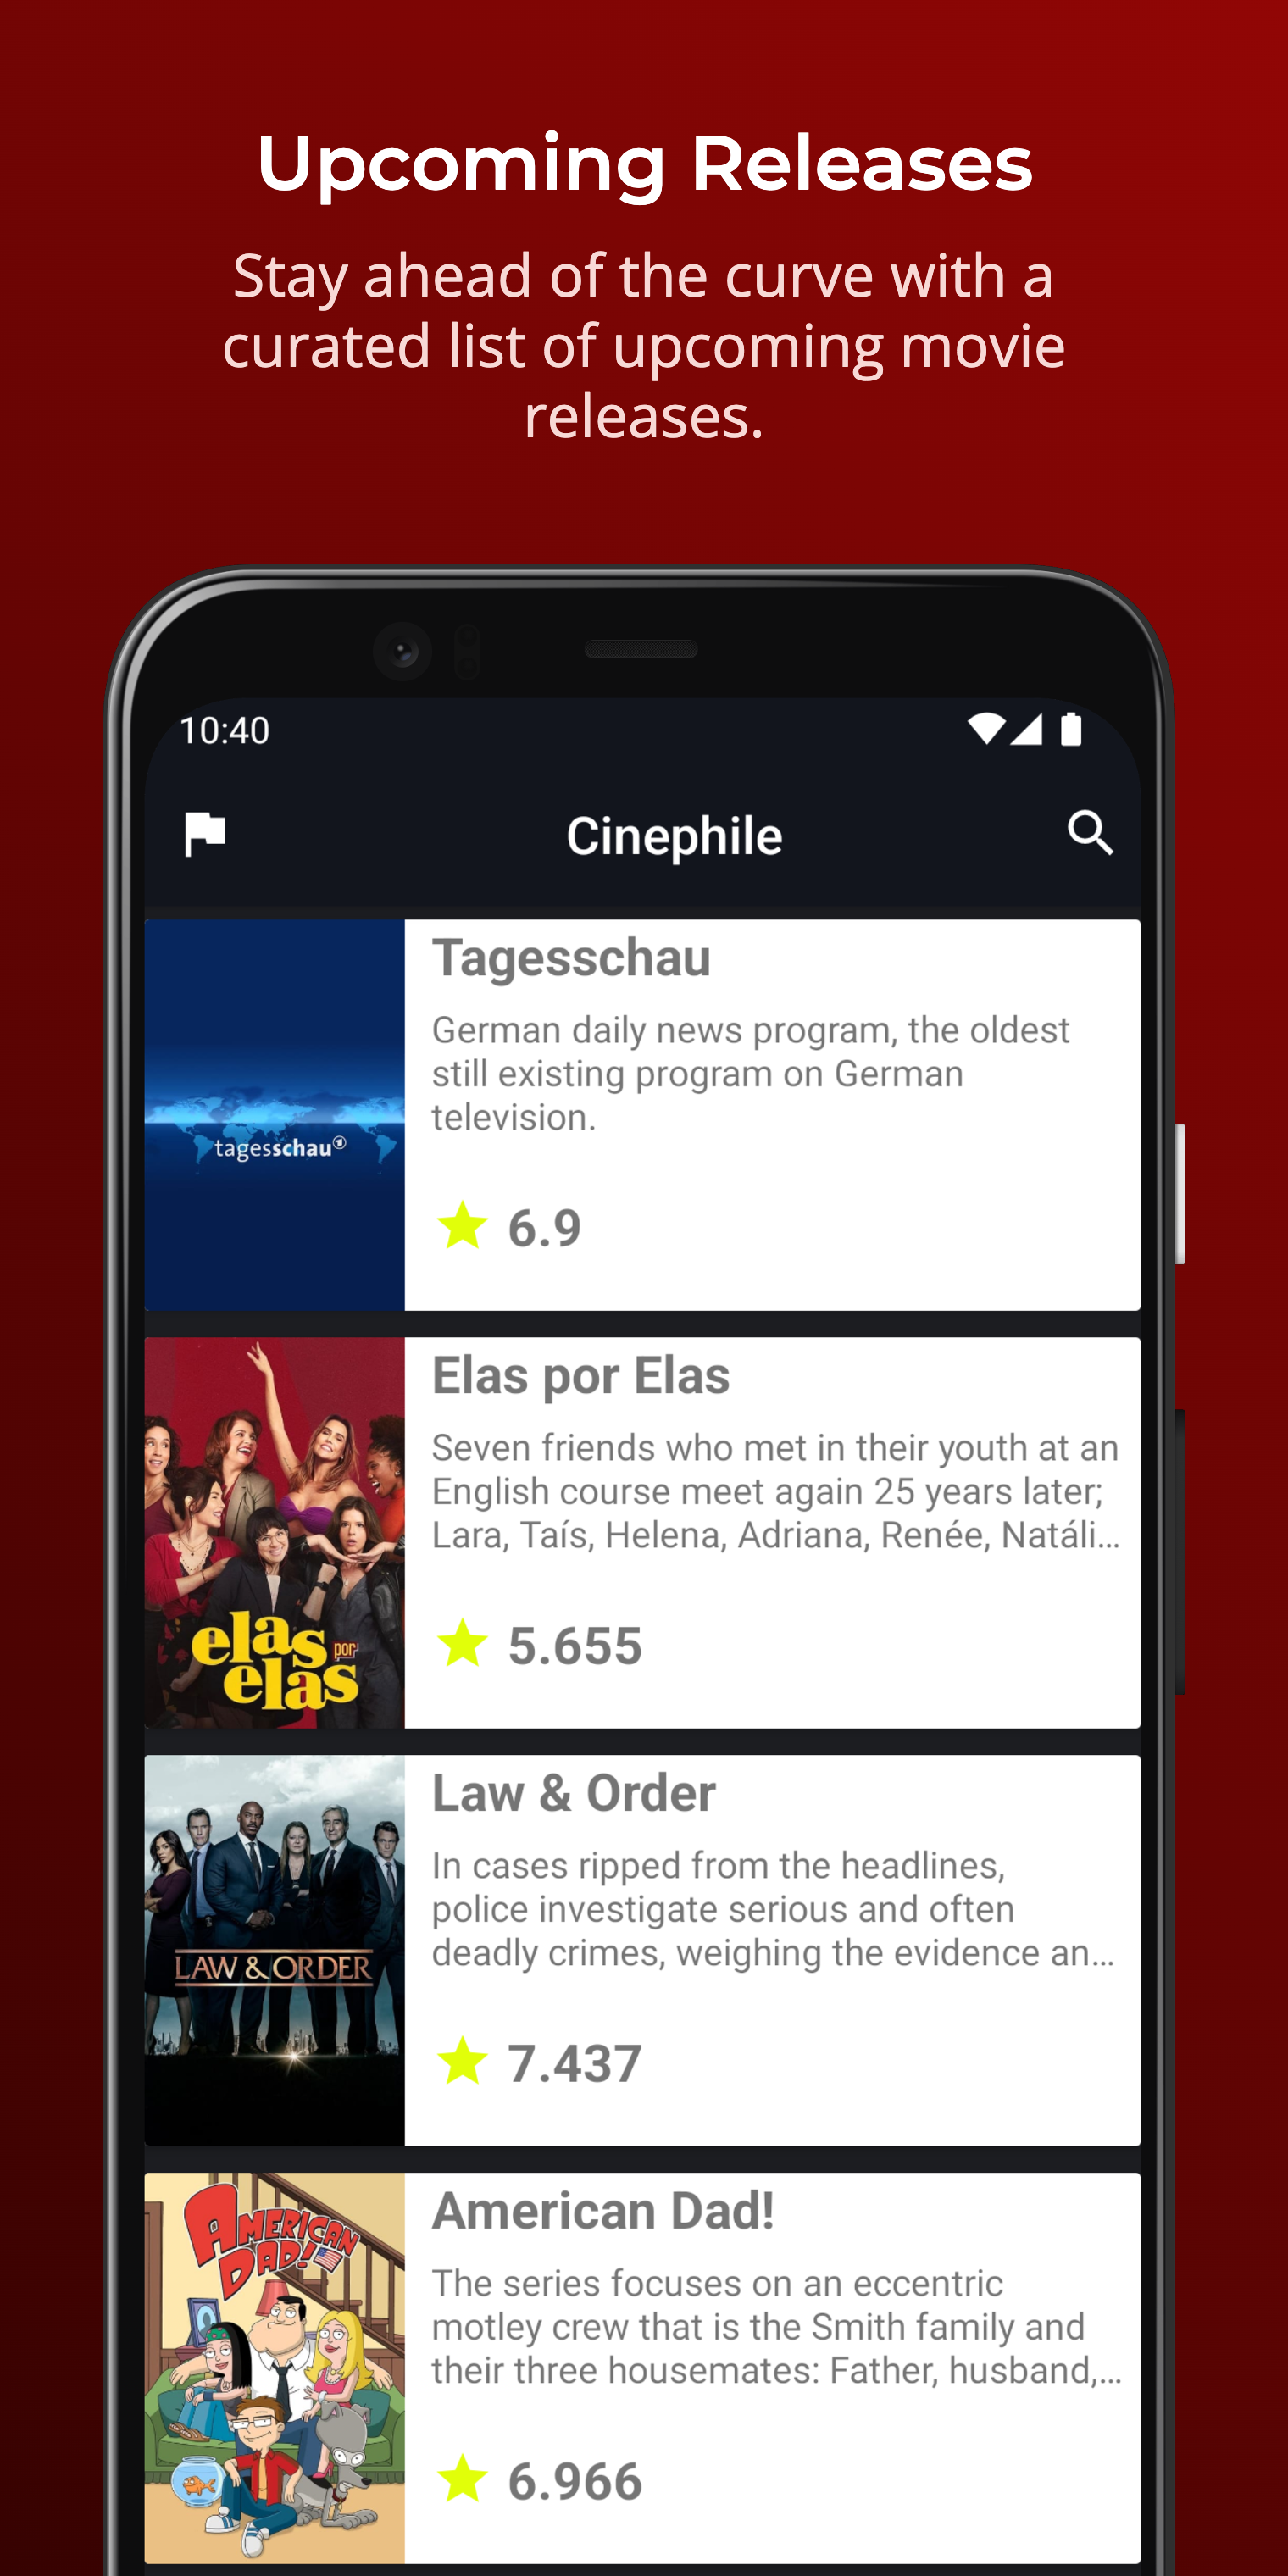 Upcoming Releases
Stay ahead of the curve with a
curated list of upcoming movie
releases.
10:40
Cinephile
tagesschau
Tagesschau
German daily news program, the oldest
still existing program on German
television.
6.9
elas por
elas
Elas por Elas
Seven friends who met in their youth at an
English course meet again 25 years later;
Lara, Taís, Helena, Adriana, Renée, Natáli...
5.655
LAW & ORDER
Law & Order
In cases ripped from the headlines,
police investigate serious and often
deadly crimes, weighing the evidence an...
7.437
AMERICAN
DAD!
American Dad!
The series focuses on an eccentric
motley crew that is the Smith family and
their three housemates: Father, husband,...
6.966